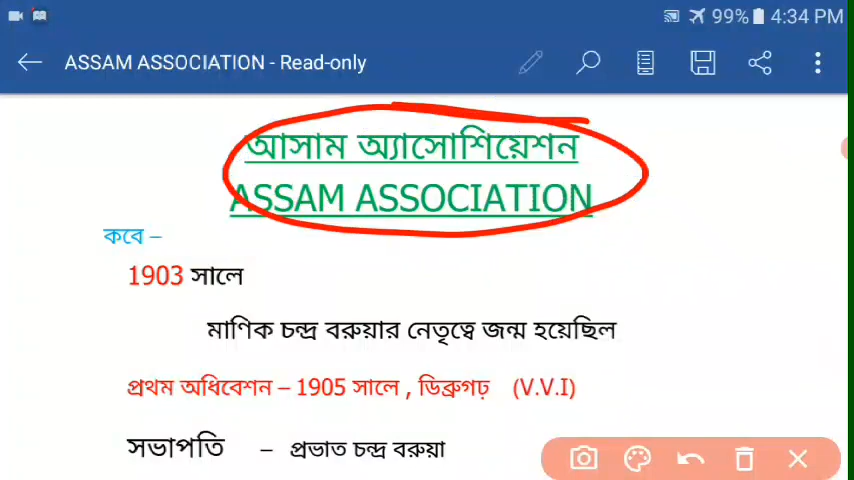 99% 4:34 PM
ASSAM ASSOCIATION - Read-only
আসাম অ্যাসোশিয়েশন
ASSAM ASSOCIATION
কবে –
1903 সালে
মাণিক চন্দ্র বরুয়ার নেতৃত্বে জন্ম হয়েছিল
প্রথম অধিবেশন – 1905 সালে , ডিব্রুগঢ় (V.V.I)
সভাপতি – প্রভাত চন্দ্র বরুয়া